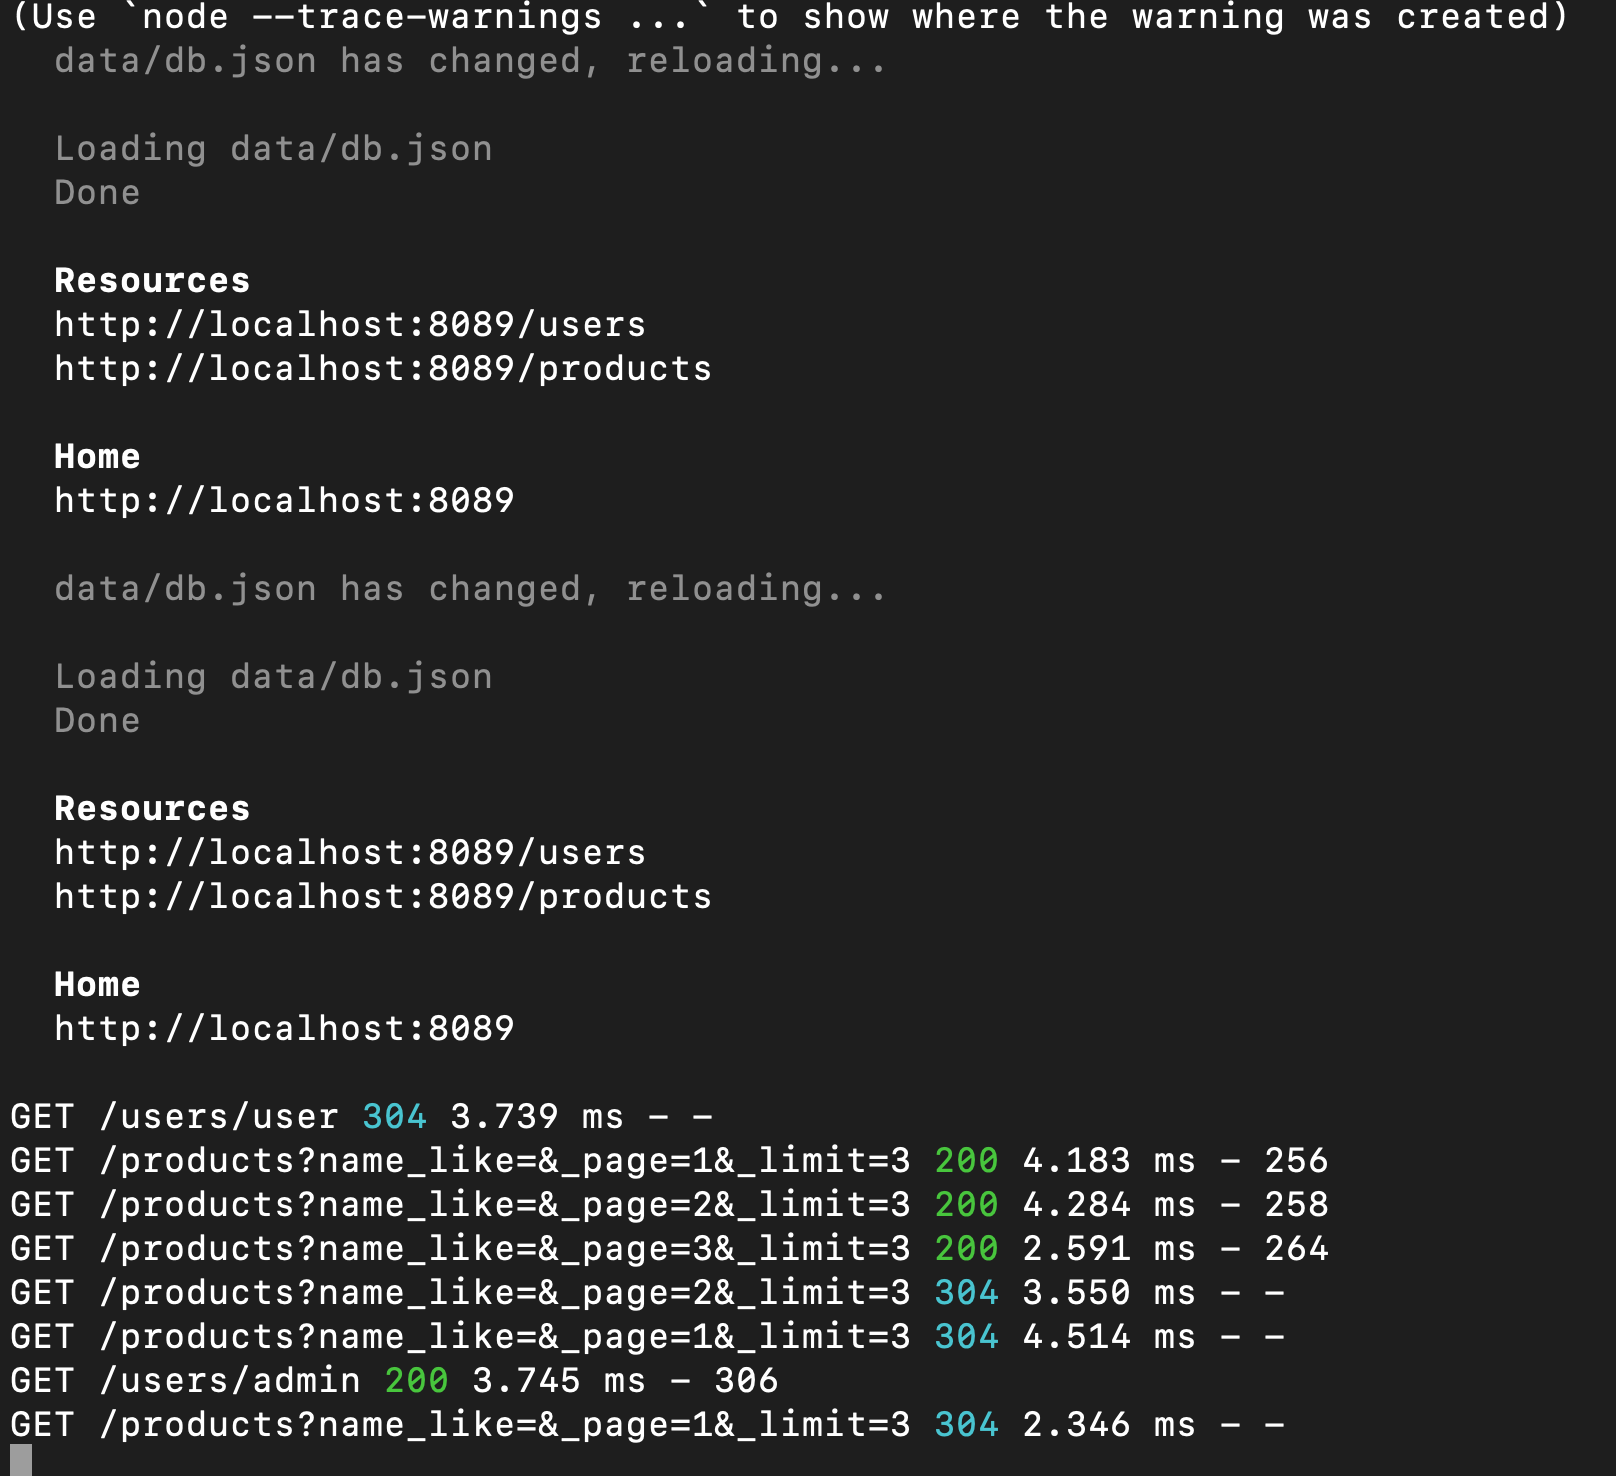 (Use `node --trace-warnings ...` to show where the warning was created)
data/db.json has changed, reloading...
Loading data/db.json
Done
Resources
http://localhost:8089/users
http://localhost:8089/products
Home
http://localhost:8089
data/db.json has changed, reloading...
Loading data/db.json
Done
Resources
http://localhost:8089/users
http://localhost:8089/products
Home
http://localhost:8089
GET /users/user 304 3.739 ms - -
GET /products?name_like=&_page=1&_limit=3 200 4.183 ms - 256
GET /products?name_like=&_page=2&_limit=3 200 4.284 ms - 258
GET /products?name_like=&_page=3&_limit=3 200 2.591 ms - 264
GET /products?name_like=&_page=2&_limit=3 304 3.550 ms - -
GET /products?name_like=&_page=1&_limit=3 304 4.514 ms - -
GET /users/admin 200 3.745 ms - 306
GET /products?name_like=&_page=1&_limit=3 304 2.346 ms - -